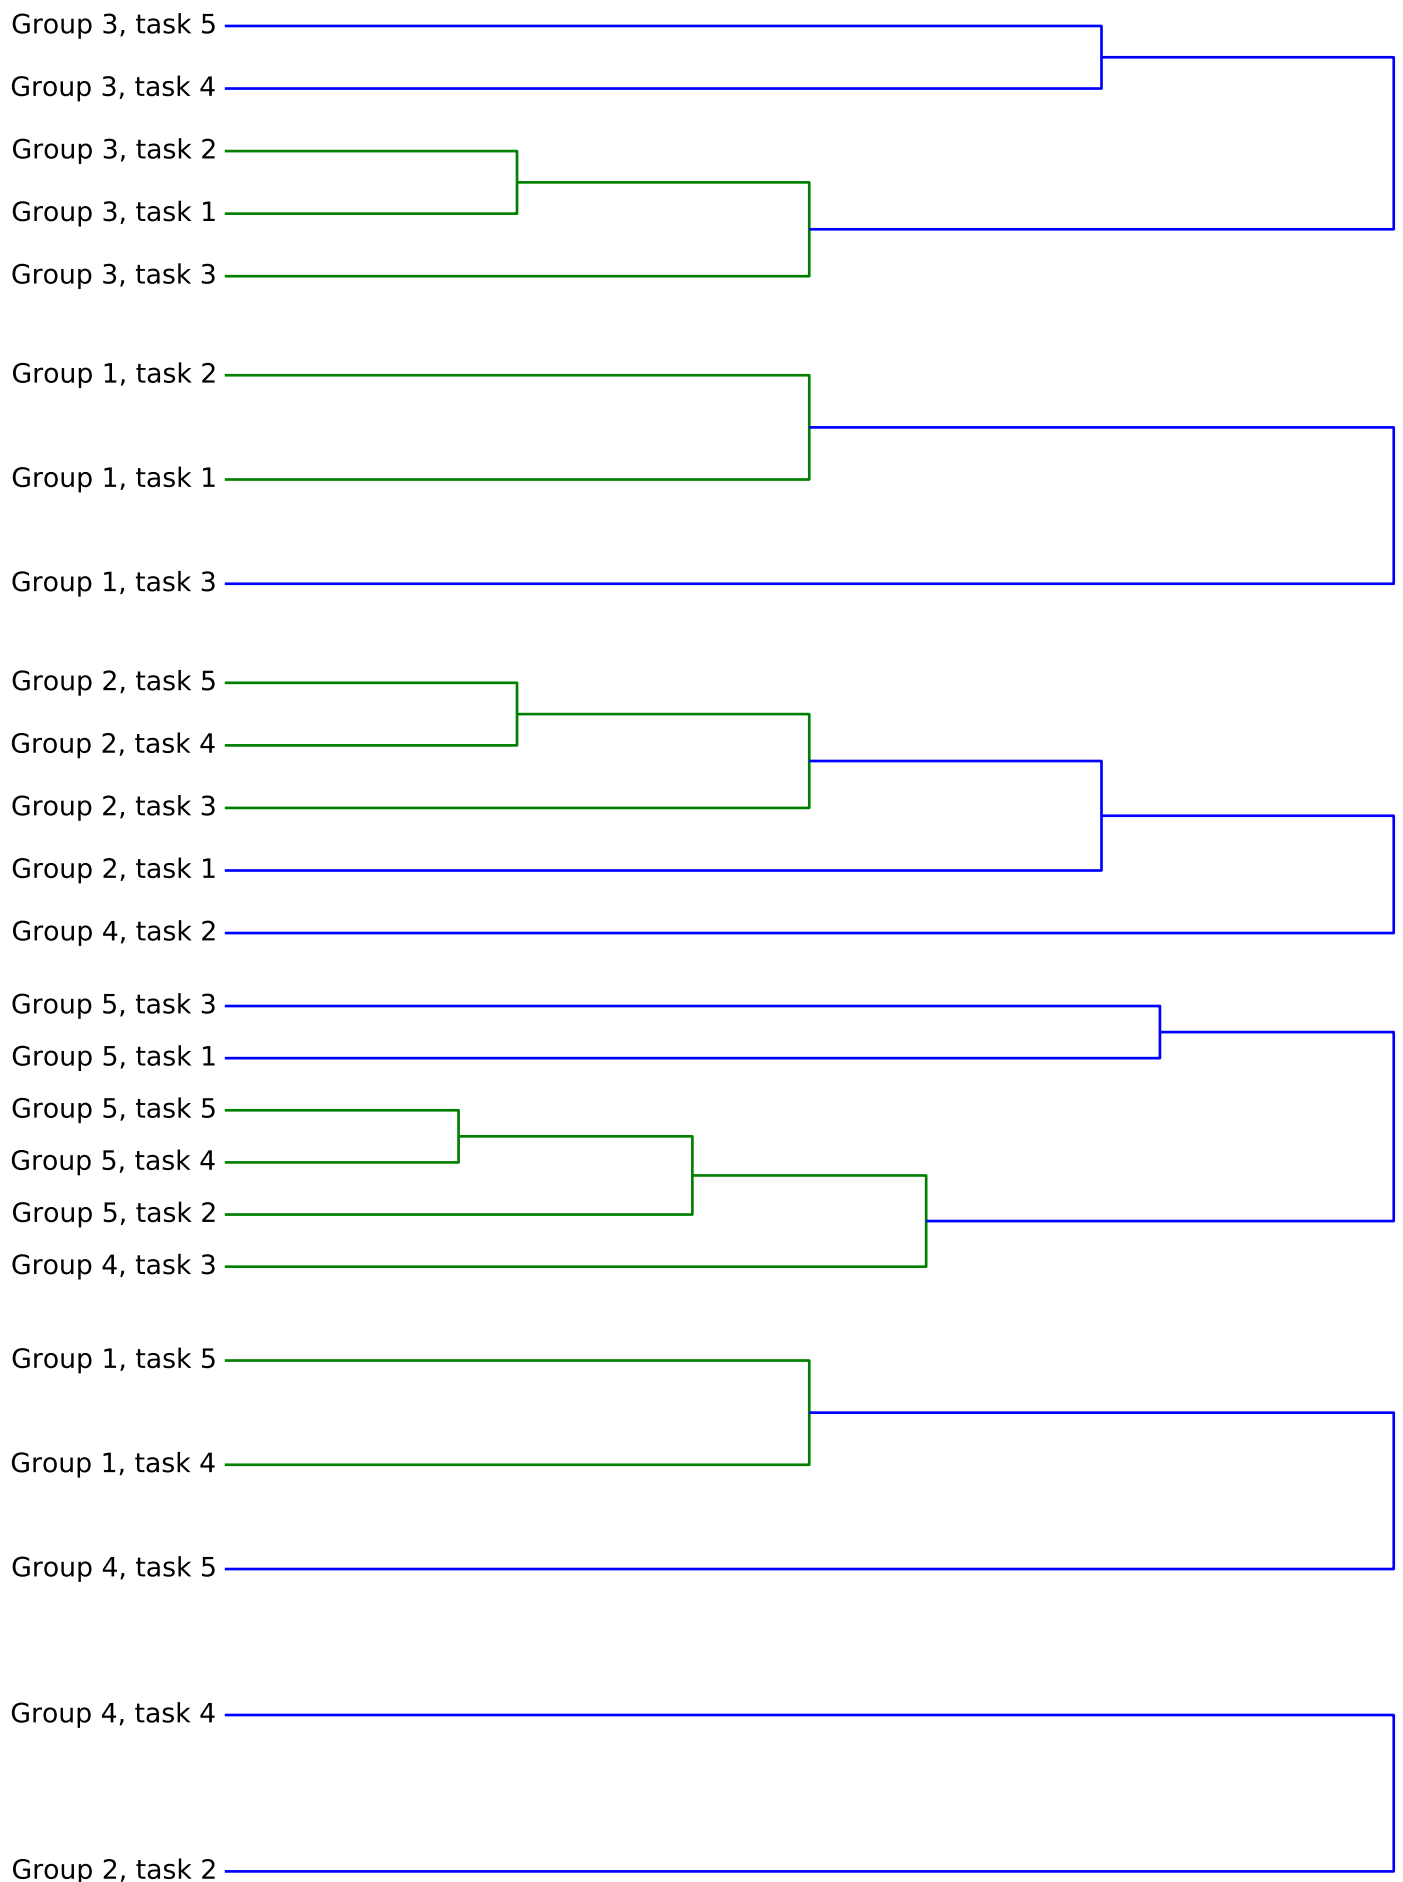 Group 3, task 5
Group 3, task 4
Group 3, task 2
Group 3, task 1
Group 3, task 3
Group 1, task 2
Group 1, task 1
Group 1, task 3
Group 2, task 5
Group 2, task 4
Group 2, task 3
Group 2, task 1
Group 4, task 2
Group 5, task 3
Group 5, task 1
Group 5, task 5
Group 5, task 4
Group 5, task 2
Group 4, task 3
Group 1, task 5
Group 1, task 4
Group 4, task 5
Group 4, task 4
Group 2, task 2